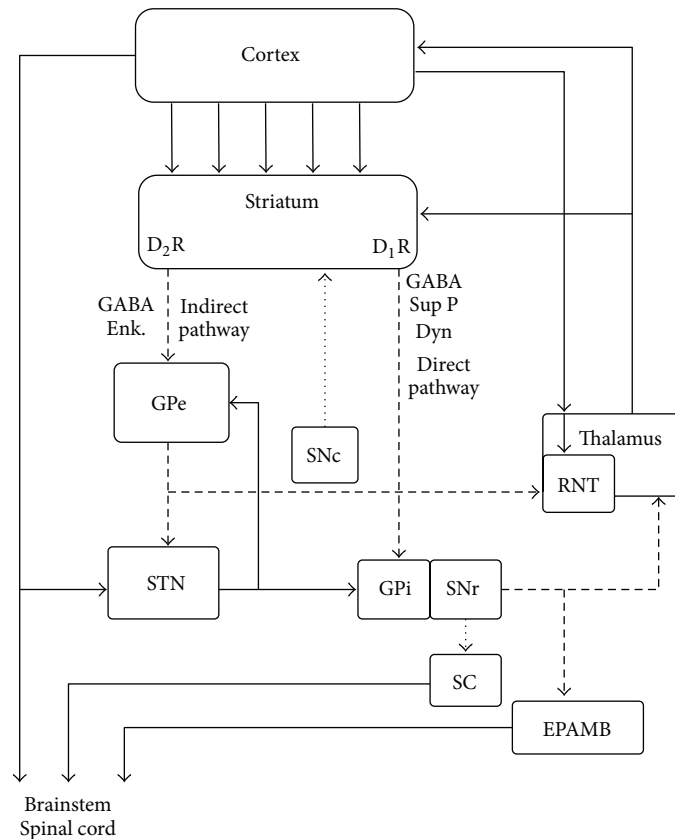 Cortex
Striatum
D2R
D1R
GABA
Enk.
Indirect
pathway
GABA
Sup P
Dyn
Direct
pathway
GPe
SNc
Thalamus
RNT
STN
GPi
SNr
SC
EPAMB
Brainstem
Spinal cord